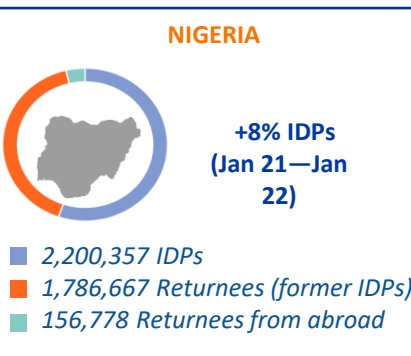 NIGERIA
+8% IDPs
(Jan 21—Jan
22)
2,200,357 IDPs
1,786,667 Returnees (former IDPs)
156,778 Returnees from abroad